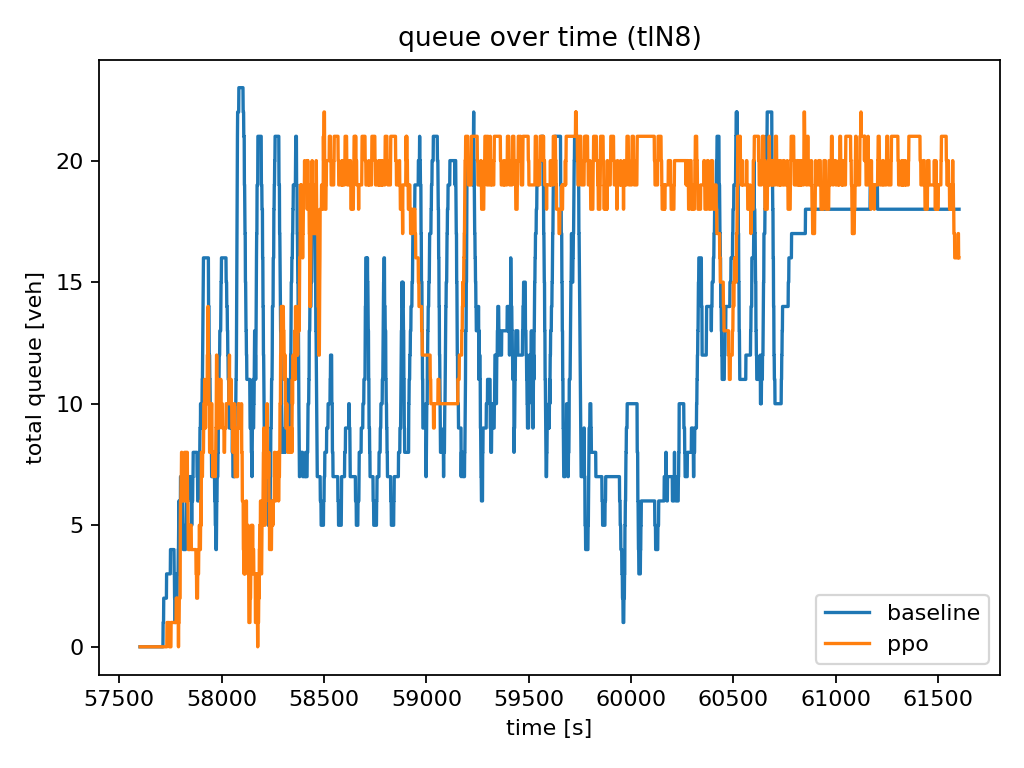 queue over time (tlN8)
total queue [veh]
20
15
10
5
0
baseline
ppo
57500 58000 58500 59000 59500 60000 60500 61000 61500
time [s]